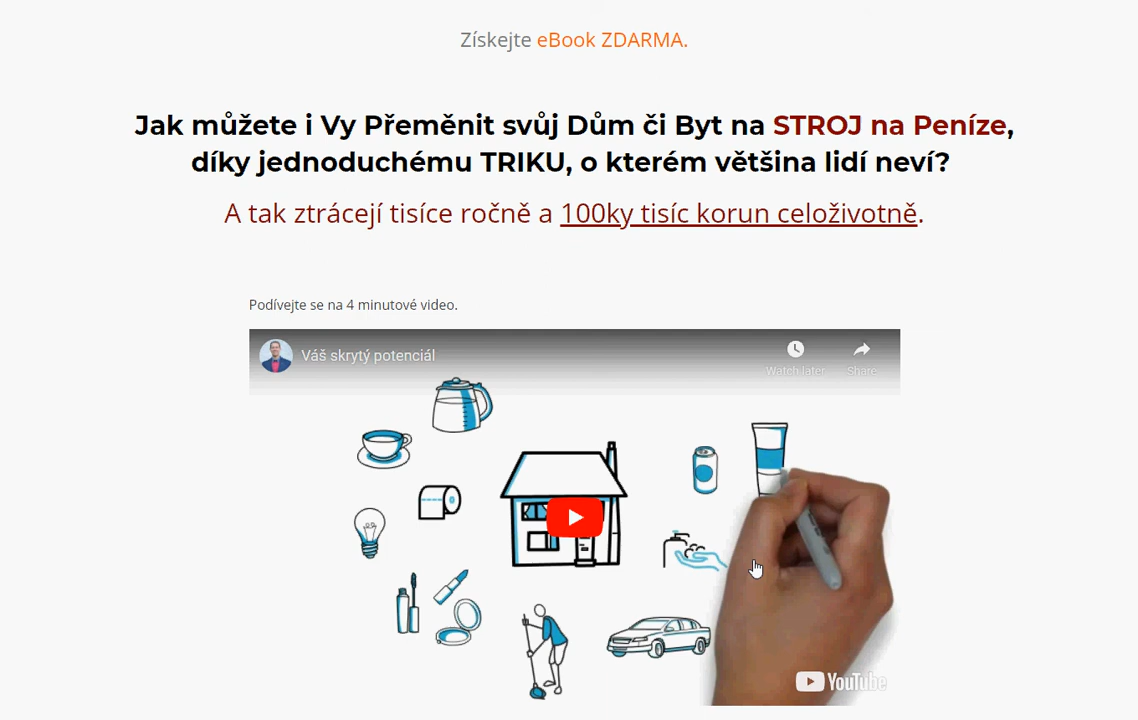 Získejte eBook ZDARMA.
Jak můžete i Vy Přeměnit svůj Dům či Byt na STROJ na Peníze,
díky jednoduchému TRIKU, o kterém většina lidí neví?
A tak ztrácejí tisíce ročně a 100ky tisíc korun celoživotně.
Podívejte se na 4 minutové video.
Váš skrytý potenciál
Watch later
Share
YouTube